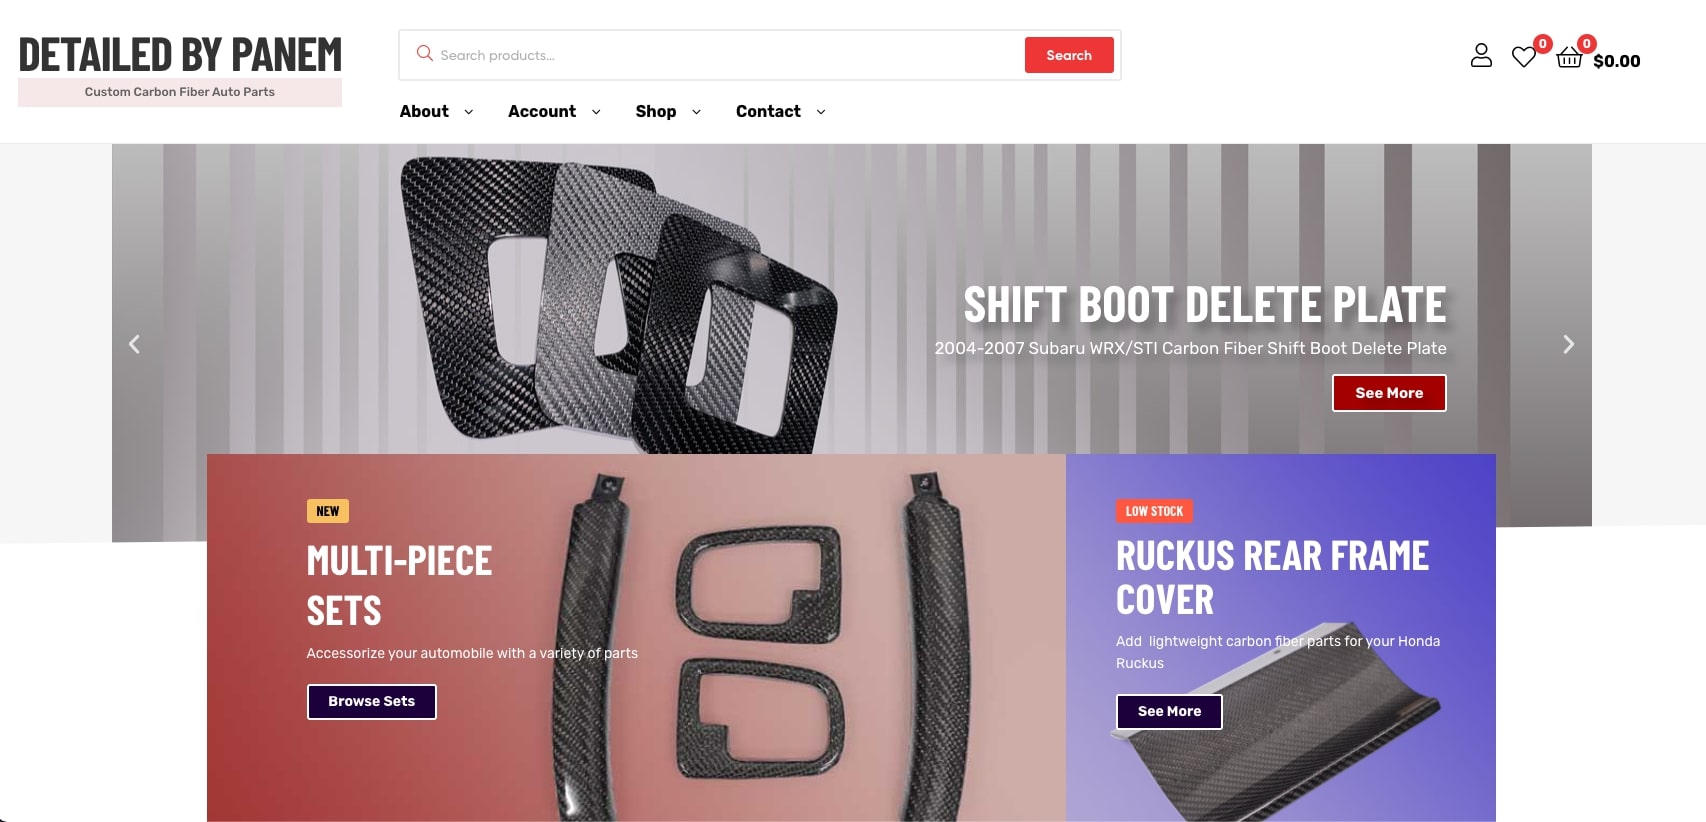 DETAILED BY PANEM
Custom Carbon Fiber Auto Parts
Search products...
Search
0
0
$0.00
About
Account
Shop
Contact
SHIFT BOOT DELETE PLATE
2004-2007 Subaru WRX/STI Carbon Fiber Shift Boot Delete Plate
See More
NEW
MULTI-PIECE
SETS
Accessorize your automobile with a variety of parts
Browse Sets
LOW STOCK
RUCKUS REAR FRAME
COVER
Add  lightweight carbon fiber parts for your Honda
Ruckus
See More